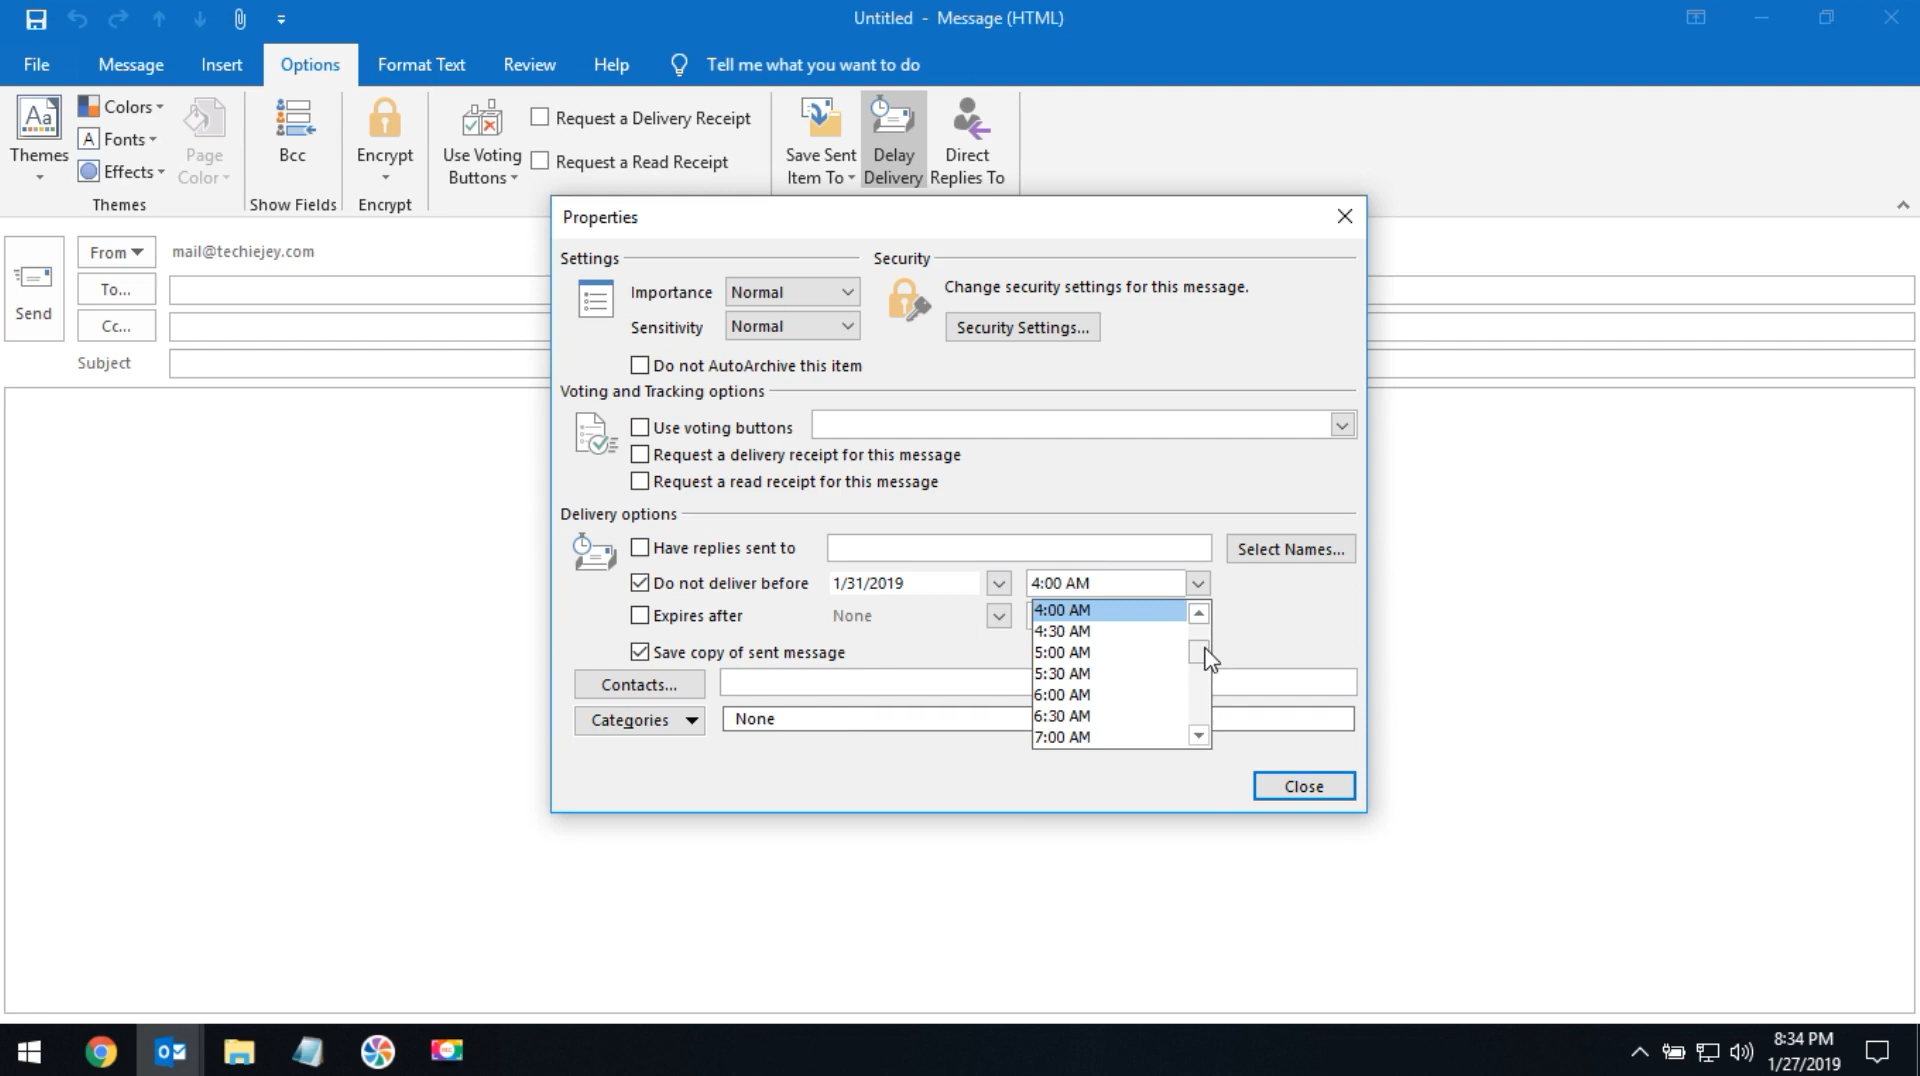 Untitled - Message (HTML)
File Message Insert Options Format Text Review Help Tell me what you want to do
Aa
Themes
Colors
A Fonts
Effects
Page
Color
Themes
Bcc
Show Fields
Encrypt
Encrypt
Use Voting
Buttons
Request a Delivery Receipt
Request a Read Receipt
Save Sent
Item To
Delay
Delivery
Direct
Replies To
Send
From mail@techiejey.com
To...
Cc...
Subject
Properties
Settings
Importance Normal
Sensitivity Normal
Do not AutoArchive this item
Security
Change security settings for this message.
Security Settings...
Voting and Tracking options
Use voting buttons
Request a delivery receipt for this message
Request a read receipt for this message
Delivery options
Have replies sent to Select Names...
Do not deliver before 1/31/2019 4:00 AM
Expires after None
4:00 AM
4:30 AM
5:00 AM
5:30 AM
6:00 AM
6:30 AM
7:00 AM
Save copy of sent message
Contacts...
Categories None
Close
8:34 PM
1/27/2019